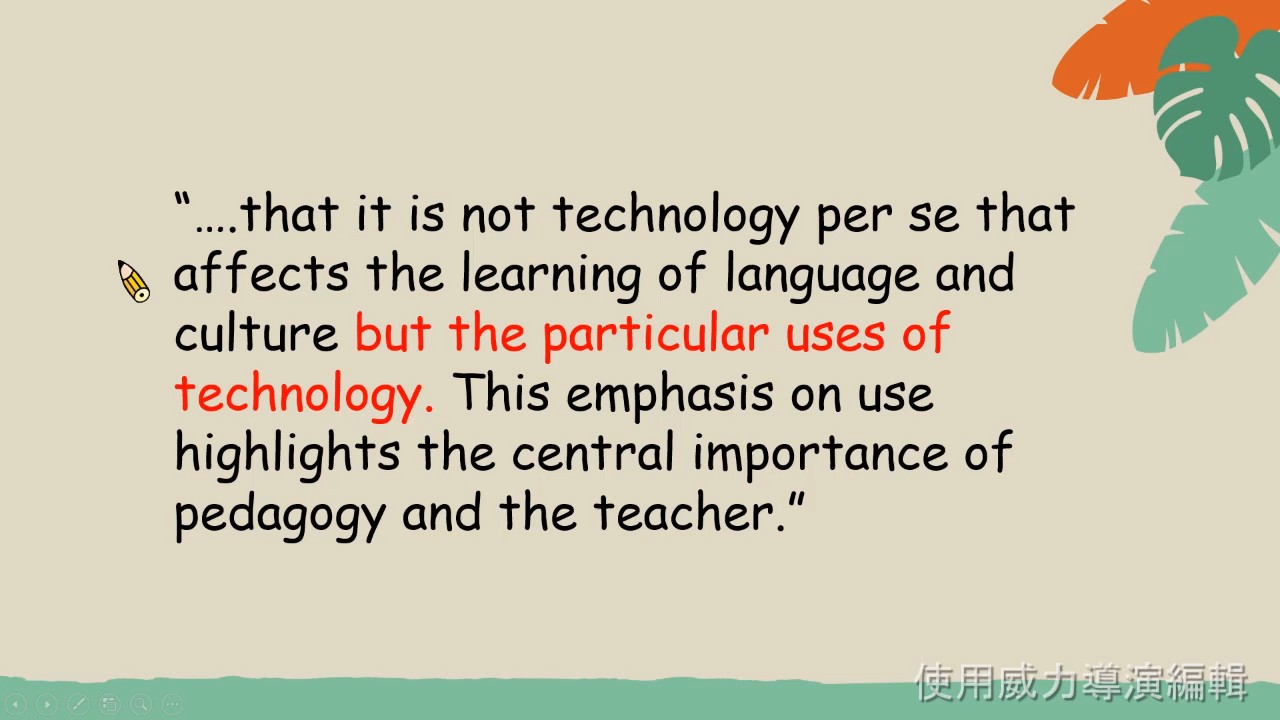 “….that it is not technology per se that
affects the learning of language and
culture but the particular uses of
technology. This emphasis on use
highlights the central importance of
pedagogy and the teacher.”
使用威力導演編輯